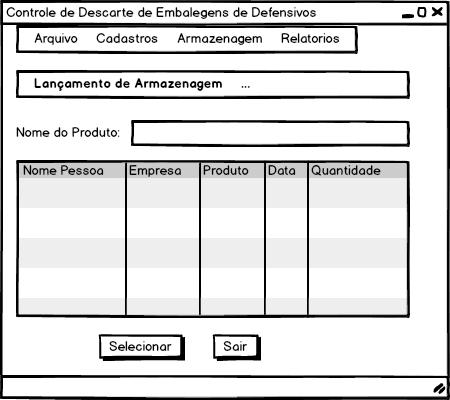 Controle de Descarte de Embalegens de Defensivos
Arquivo Cadastros Armazenagem Relatorios
Lançamento de Armazenagem ...
Nome do Produto:
Nome Pessoa Empresa Produto Data Quantidade
Selecionar Sair